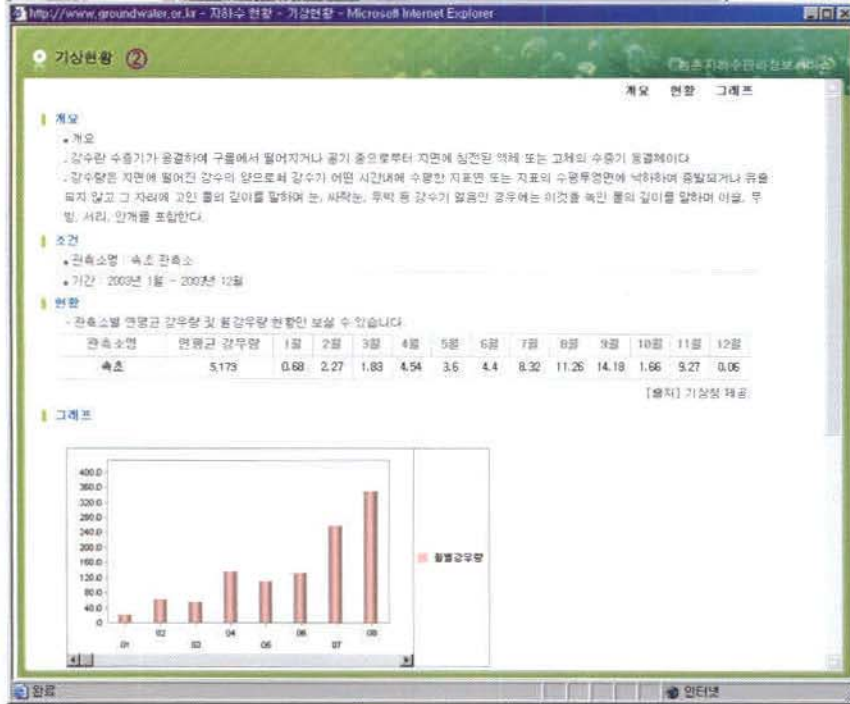 http://www.groundwater.or.kr - 지하수 현황 - 기상현황 - Microsoft Internet Explorer
기상현황 ②
개요 현황 그래프
개요
개요
- 강수란 수증기가 응결하여 구름에서 떨어지거나 공기 중으로부터 지면에 침전된 액체 또는 고체의 수증기 응결체이다
- 강수량은 지면에 떨어진 강수의 양으로써 강수가 어떤 시간내에 수평한 지표면 또는 지표의 수평투영면에 낙하하여 증발되거나 유출
되지 않고 그 자리에 고인 물의 깊이를 말하며 눈, 싸락눈, 우박 등 강수가 얼음인 경우에는 이것을 녹인 물의 깊이를 말하며 이슬, 무
빙, 서리, 안개를 포함한다.
조건
관측소명 : 속초 관측소
기간 : 2003년 1월 ~ 2003년 12월
현황
- 관측소별 연평균 강우량 및 월강우량 현황만 보실 수 있습니다.
관측소명 연평균 강우량 1월 2월 3월 4월 5월 6월 7월 8월 9월 10월 11월 12월
속초 5,173 0.68 2.27 1.83 4.54 3.6 4.4 8.32 11.26 14.18 1.66 9.27 0.06
[출처] 기상청 제공
그래프
400.0
360.0
320.0
280.0
240.0
200.0
160.0
120.0
80.0
40.0
0
월별강우량
01 02 03 04 05 06 07 08
완료
인터넷